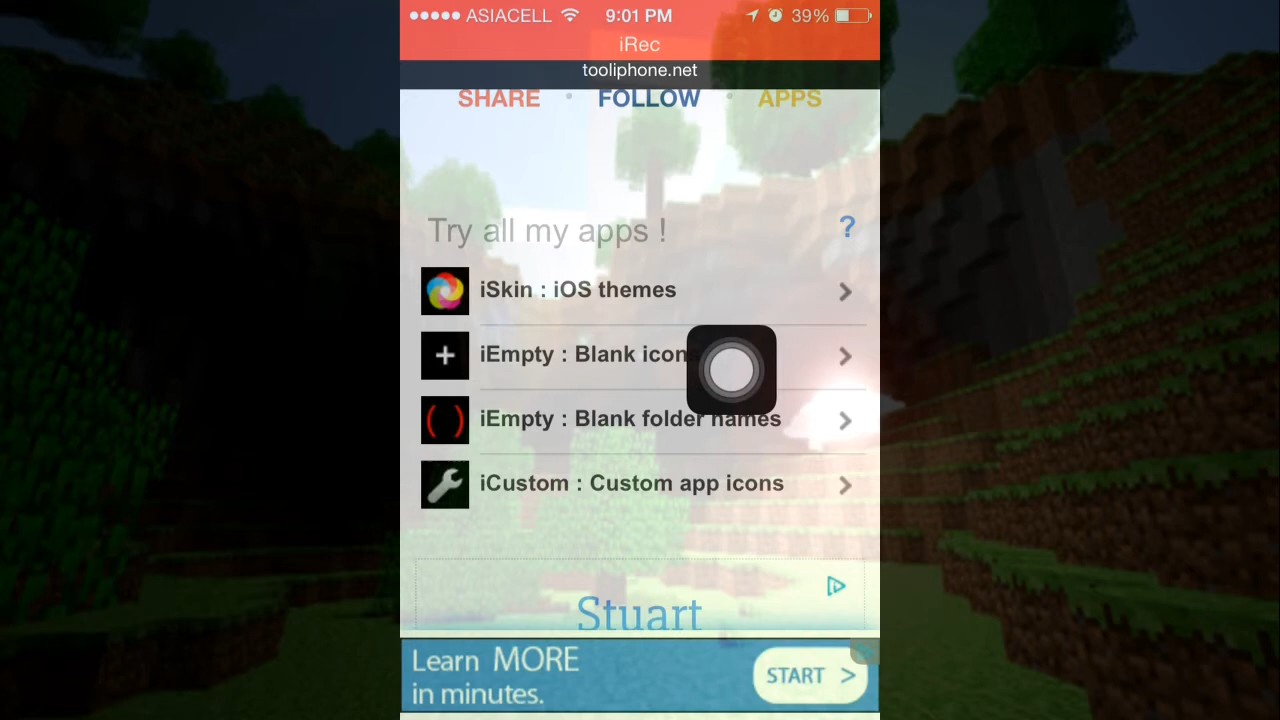 ASIACELL 9:01 PM 39%
iRec
tooliphone.net
SHARE • FOLLOW • APPS
Try all my apps ! ?
iSkin : iOS themes
iEmpty : Blank icons
iEmpty : Blank folder names
iCustom : Custom app icons
Stuart
Learn MORE
in minutes.
START >